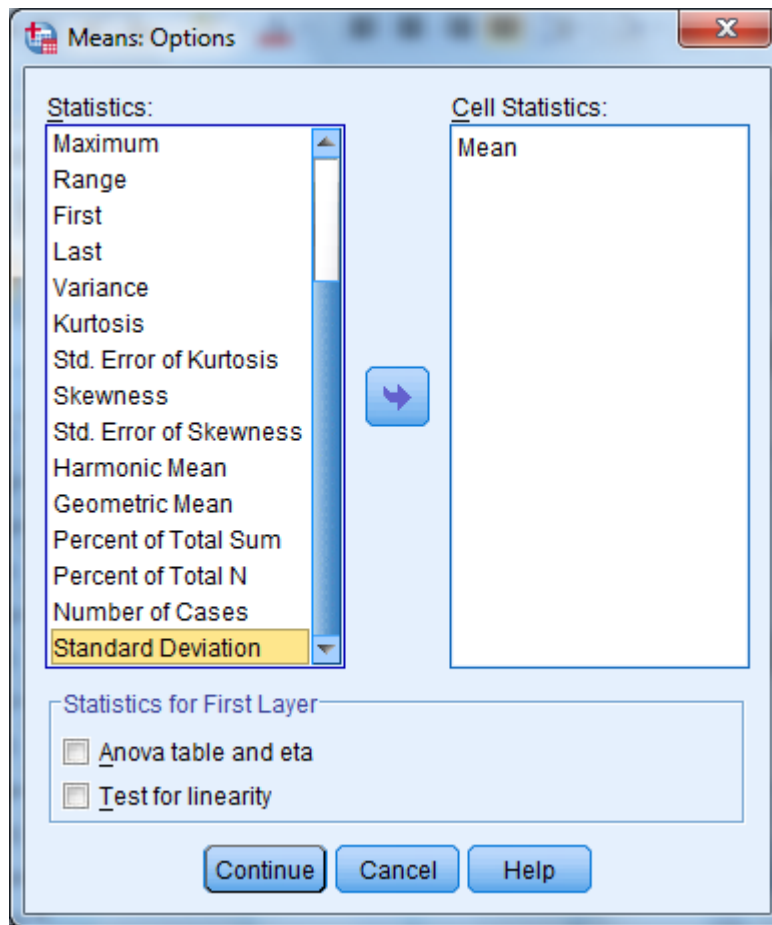 Means: Options
Statistics:
Maximum
Range
First
Last
Variance
Kurtosis
Std. Error of Kurtosis
Skewness
Std. Error of Skewness
Harmonic Mean
Geometric Mean
Percent of Total Sum
Percent of Total N
Number of Cases
Standard Deviation
Cell Statistics:
Mean
Statistics for First Layer
Anova table and eta
Test for linearity
Continue
Cancel
Help